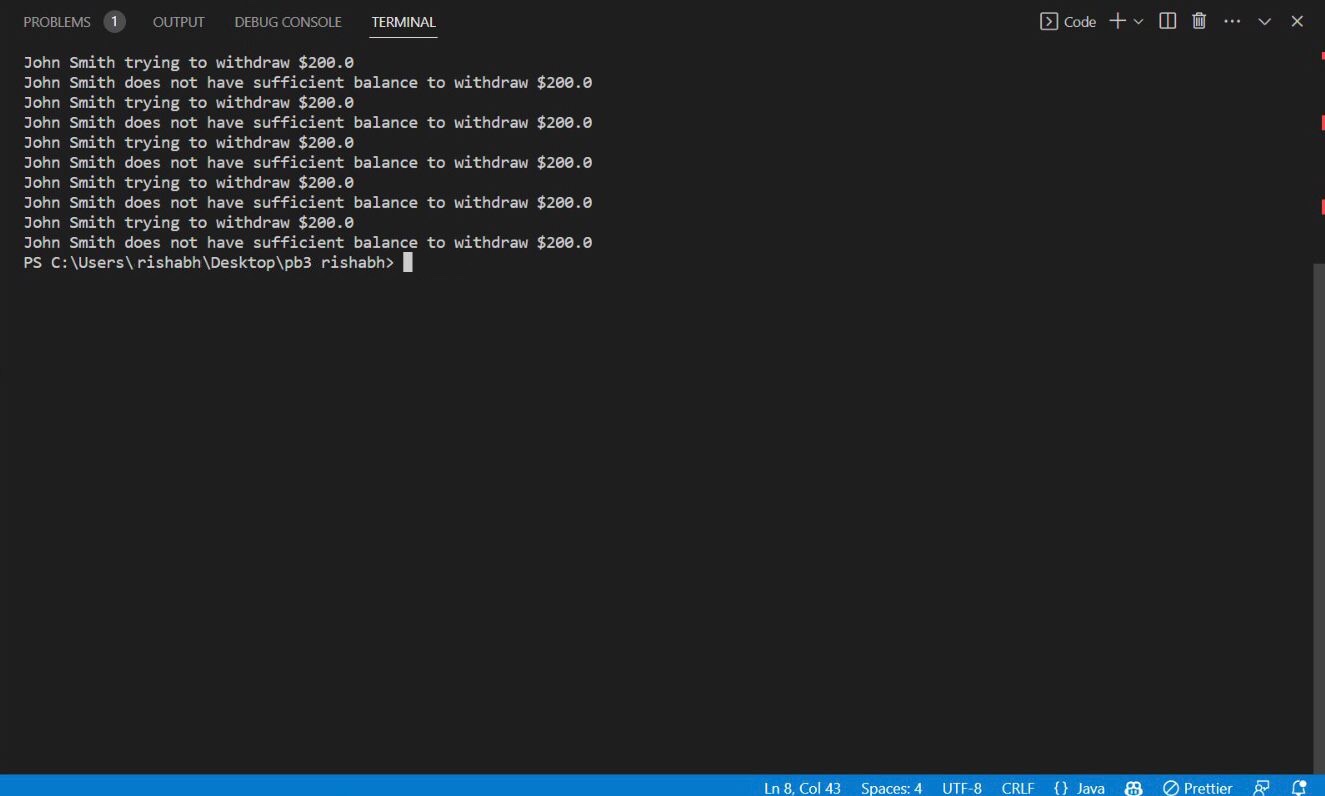 PROBLEMS 1 OUTPUT DEBUG CONSOLE TERMINAL Code
John Smith trying to withdraw $200.0
John Smith does not have sufficient balance to withdraw $200.0
John Smith trying to withdraw $200.0
John Smith does not have sufficient balance to withdraw $200.0
John Smith trying to withdraw $200.0
John Smith does not have sufficient balance to withdraw $200.0
John Smith trying to withdraw $200.0
John Smith does not have sufficient balance to withdraw $200.0
John Smith trying to withdraw $200.0
John Smith does not have sufficient balance to withdraw $200.0
PS C:\Users\rishabh\Desktop\pb3 rishabh>
Ln 8, Col 43 Spaces: 4 UTF-8 CRLF {} Java Prettier